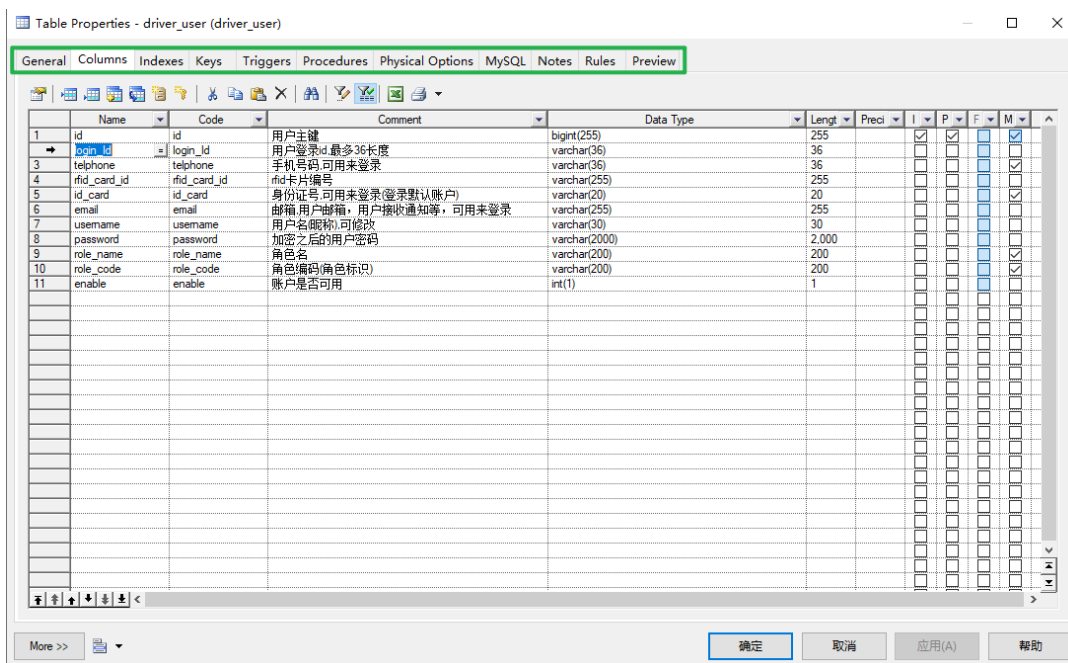 Table Properties - driver_user (driver_user)
General Columns Indexes Keys Triggers Procedures Physical Options MySQL Notes Rules Preview
Name Code Comment Data Type Lengt Preci I P F M
1 id id 用户主键 bigint(255) 255
login_Id = login_Id 用户登录id,最多36长度 varchar(36) 36
3 telphone telphone 手机号码,可用来登录 varchar(36) 36
4 rfid_card_id rfid_card_id rfid卡片编号 varchar(255) 255
5 id_card id_card 身份证号,可用来登录(登录默认账户) varchar(20) 20
6 email email 邮箱,用户邮箱，用户接收通知等，可用来登录 varchar(255) 255
7 username username 用户名(昵称),可修改 varchar(30) 30
8 password password 加密之后的用户密码 varchar(2000) 2,000
9 role_name role_name 角色名 varchar(200) 200
10 role_code role_code 角色编码(角色标识) varchar(200) 200
11 enable enable 账户是否可用 int(1) 1
More >> 确定 取消 应用(A) 帮助